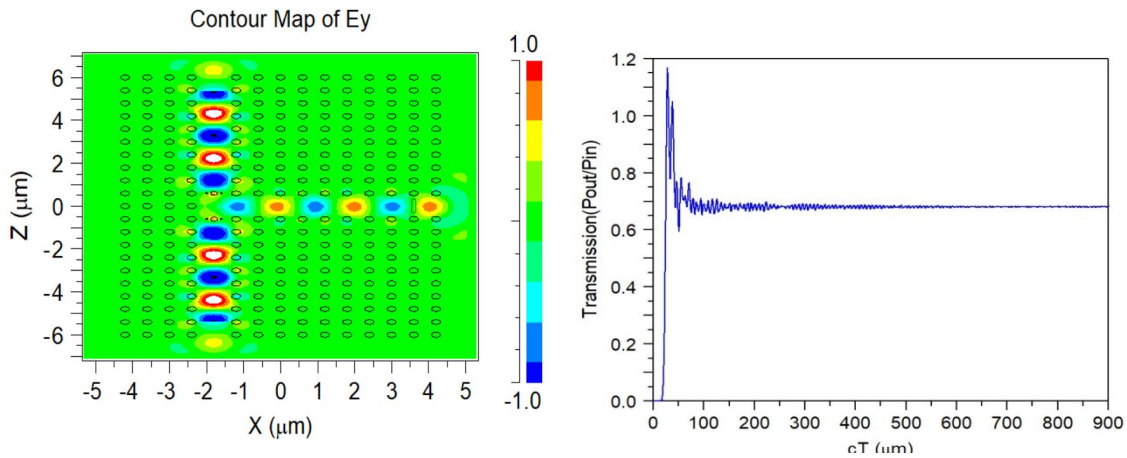 Contour Map of Ey
1.0
6
4
2
0
-2
-4
-6
Z (μm)
-1.0
-5 -4 -3 -2 -1 0 1 2 3 4 5
X (μm)
1.2
1.0
0.8
0.6
0.4
0.2
0.0
Transmission(Pout/Pin)
0 100 200 300 400 500 600 700 800 900
cT (μm)